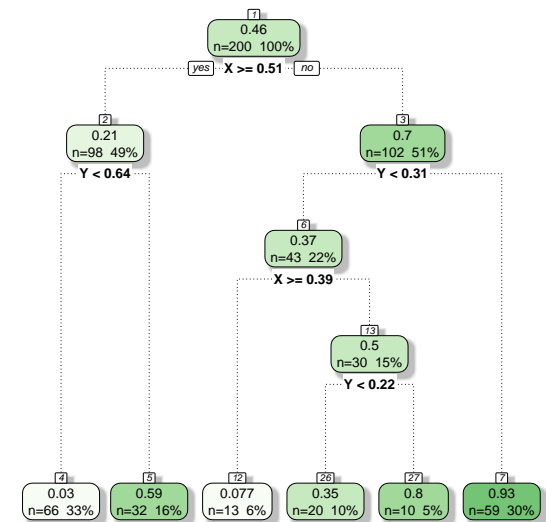 1
0.46
n=200 100%
yes X >= 0.51 no
2
0.21
n=98 49%
Y < 0.64
3
0.7
n=102 51%
Y < 0.31
6
0.37
n=43 22%
X >= 0.39
13
0.5
n=30 15%
Y < 0.22
4
0.03
n=66 33%
5
0.59
n=32 16%
12
0.077
n=13 6%
26
0.35
n=20 10%
27
0.8
n=10 5%
7
0.93
n=59 30%